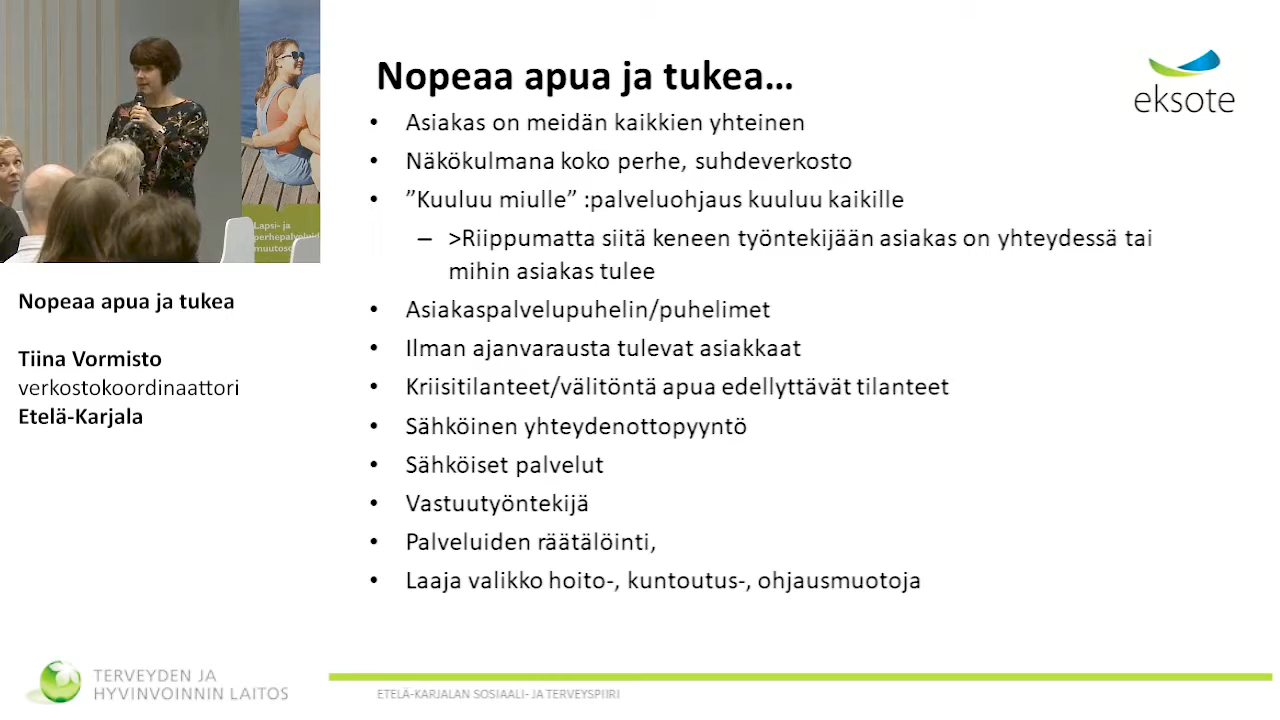 Nopeaa apua ja tukea…
eksote
• Asiakas on meidän kaikkien yhteinen
• Näkökulmana koko perhe, suhdeverkosto
• ”Kuuluu miulle” :palveluohjaus kuuluu kaikille
– >Riippumatta siitä keneen työntekijään asiakas on yhteydessä tai
mihin asiakas tulee
• Asiakaspalvelupuhelin/puhelimet
• Ilman ajanvarausta tulevat asiakkaat
• Kriisitilanteet/välitöntä apua edellyttävät tilanteet
• Sähköinen yhteydenottopyyntö
• Sähköiset palvelut
• Vastuutyöntekijä
• Palveluiden räätälöinti,
• Laaja valikko hoito-, kuntoutus-, ohjausmuotoja
Lapsi- ja
Nopeaa apua ja tukea
Tiina Vormisto
verkostokoordinaattori
Etelä-Karjala
TERVEYDEN JA
HYVINVOINNIN LAITOS
ETELÄ-KARJALAN SOSIAALI- JA TERVEYSPIIRI